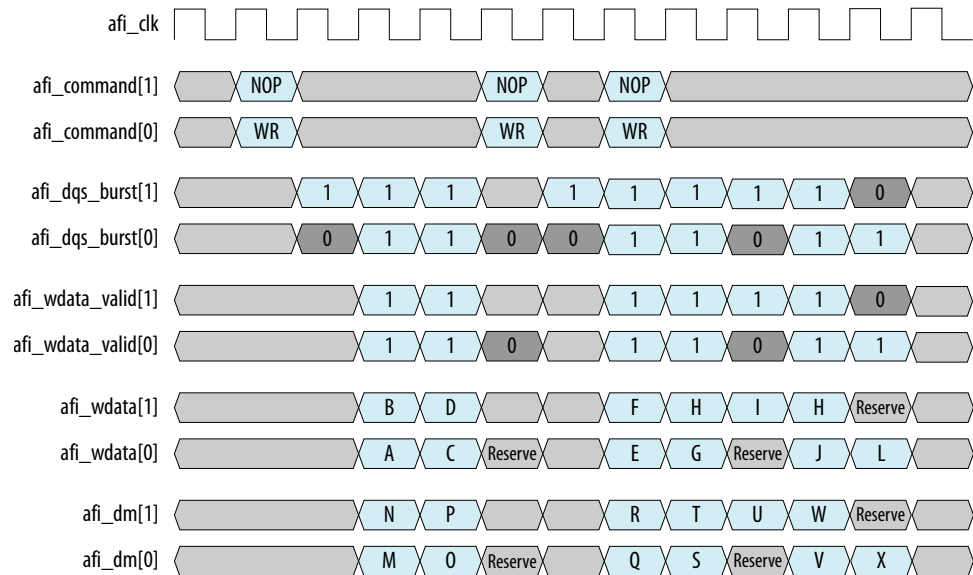 afi_clk
afi_command[1] NOP NOP NOP
afi_command[0] WR WR WR
afi_dqs_burst[1] 1 1 1 1 1 1 1 1 0
afi_dqs_burst[0] 0 1 1 0 0 1 1 0 1 1
afi_wdata_valid[1] 1 1 1 1 1 1 0
afi_wdata_valid[0] 1 1 0 1 1 0 1 1
afi_wdata[1] B D F H I H Reserve
afi_wdata[0] A C Reserve E G Reserve J L
afi_dm[1] N P R T U W Reserve
afi_dm[0] M O Reserve Q S Reserve V X